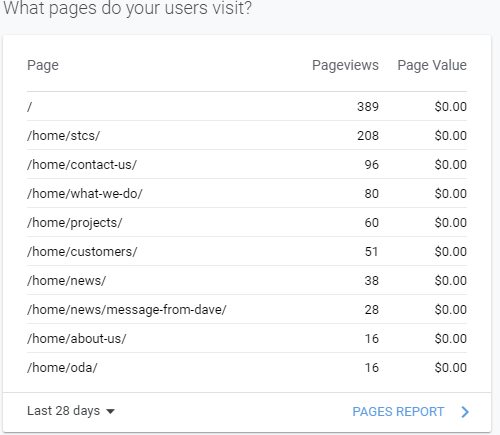 What pages do your users visit?
Page Pageviews Page Value
/ 389 $0.00
/home/stcs/ 208 $0.00
/home/contact-us/ 96 $0.00
/home/what-we-do/ 80 $0.00
/home/projects/ 60 $0.00
/home/customers/ 51 $0.00
/home/news/ 38 $0.00
/home/news/message-from-dave/ 28 $0.00
/home/about-us/ 16 $0.00
/home/oda/ 16 $0.00
Last 28 days PAGES REPORT